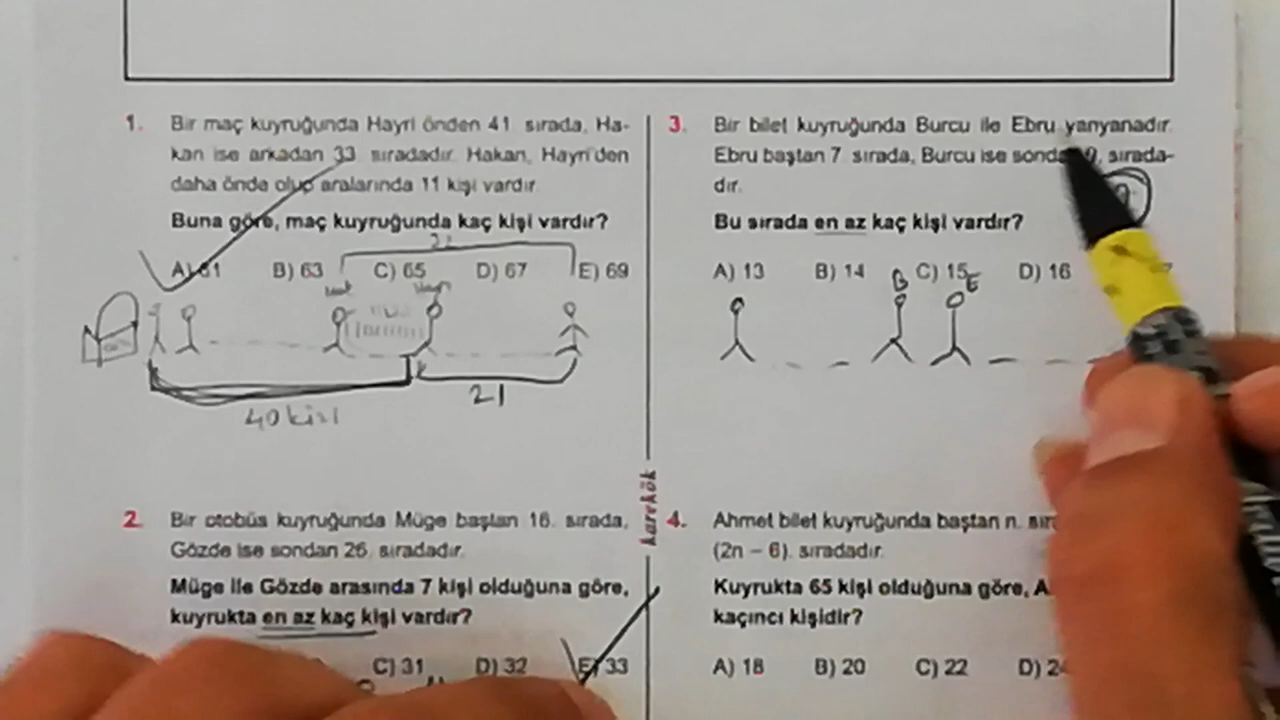 1. Bir maç kuyruğunda Hayri önden 41. sırada, Ha-
kan ise arkadan 33. sıradadır. Hakan, Hayri'den
daha önde olup aralarında 11 kişi vardır.
Buna göre, maç kuyruğunda kaç kişi vardır?
A) 61 B) 63 C) 65 D) 67 E) 69
40 kişi
21
2. Bir otobüs kuyruğunda Müge baştan 16. sırada,
Gözde ise sondan 26. sıradadır.
Müge ile Gözde arasında 7 kişi olduğuna göre,
kuyrukta en az kaç kişi vardır?
C) 31 D) 32 E) 33
karekök
3. Bir bilet kuyruğunda Burcu ile Ebru yanyanadır.
Ebru baştan 7. sırada, Burcu ise sırada-
dır.
Bu sırada en az kaç kişi vardır?
A) 13 B) 14 C) 15 D) 16
B E
4. Ahmet bilet kuyruğunda baştan n.
(2n – 6). sıradadır.
Kuyrukta 65 kişi olduğuna göre,
kaçıncı kişidir?
A) 18 B) 20 C) 22 D)